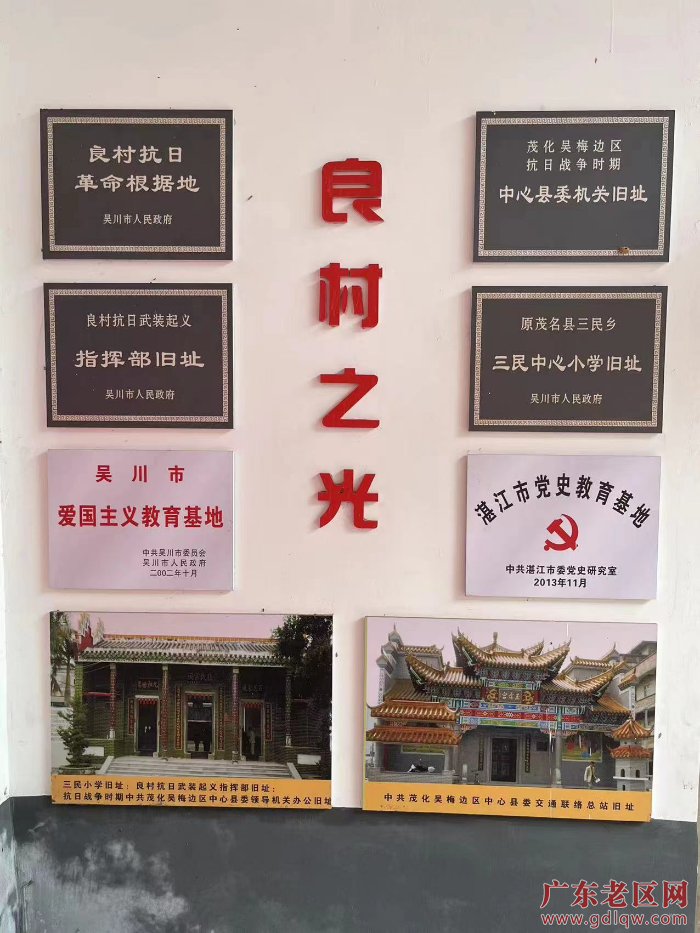 良村抗日
革命根据地
吴川市人民政府
良村抗日武装起义
指挥部旧址
吴川市人民政府
吴川市
爱国主义教育基地
中共吴川市委员会
吴川市人民政府
二00二年十月
良村之光
茂化吴梅边区
抗日战争时期
中心县委机关旧址
原茂名县三民乡
三民中心小学旧址
吴川市人民政府
湛江市党史教育基地
中共湛江市委党史研究室
2013年11月
三民小学旧址：良村抗日武装起义指挥部旧址：
抗日战争时期中共茂化吴梅边区中心县委领导机关办公旧址
中共茂化吴梅边区中心县委交通联络总站旧址
广东老区网
www.gdlqw.com